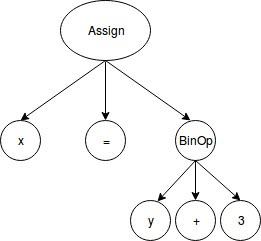 Assign
x = BinOp
y + 3